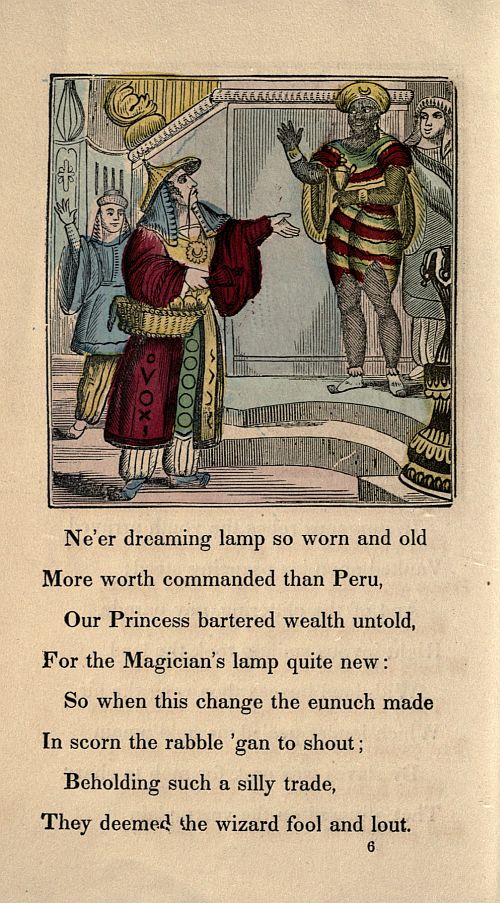 Ne'er dreaming lamp so worn and old
More worth commanded than Peru,
Our Princess bartered wealth untold,
For the Magician's lamp quite new:
So when this change the eunuch made
In scorn the rabble 'gan to shout;
Beholding such a silly trade,
They deemed the wizard fool and lout.
6